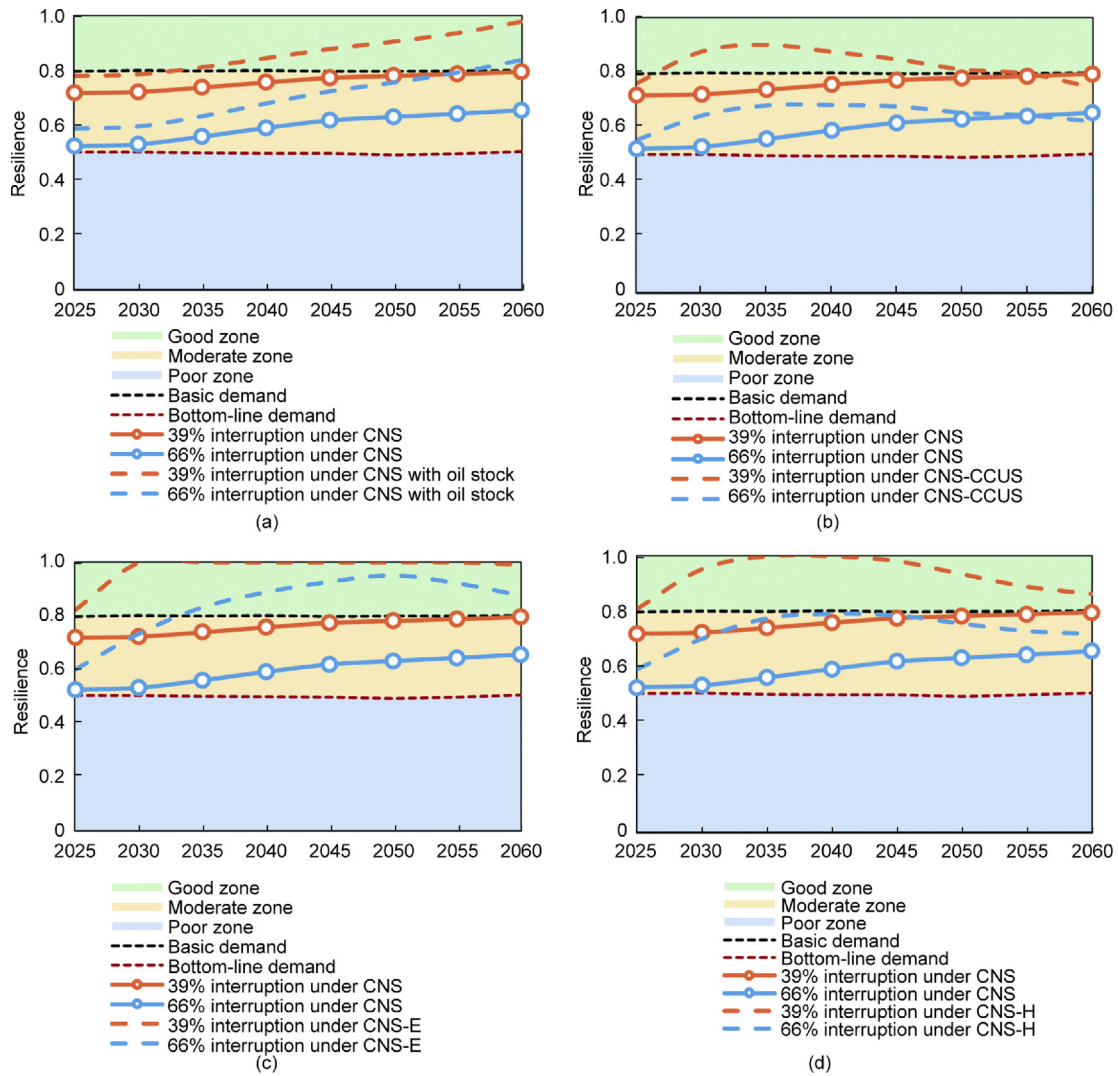 1.0
0.8
0.6
0.4
0.2
0
Resilience
2025 2030 2035 2040 2045 2050 2055 2060
Good zone
Moderate zone
Poor zone
Basic demand
Bottom-line demand
39% interruption under CNS
66% interruption under CNS
39% interruption under CNS with oil stock
66% interruption under CNS with oil stock
(a)
1.0
0.8
0.6
0.4
0.2
0
Resilience
2025 2030 2035 2040 2045 2050 2055 2060
Good zone
Moderate zone
Poor zone
Basic demand
Bottom-line demand
39% interruption under CNS
66% interruption under CNS
39% interruption under CNS-CCUS
66% interruption under CNS-CCUS
(b)
1.0
0.8
0.6
0.4
0.2
0
Resilience
2025 2030 2035 2040 2045 2050 2055 2060
Good zone
Moderate zone
Poor zone
Basic demand
Bottom-line demand
39% interruption under CNS
66% interruption under CNS
39% interruption under CNS-E
66% interruption under CNS-E
(c)
1.0
0.8
0.6
0.4
0.2
0
Resilience
2025 2030 2035 2040 2045 2050 2055 2060
Good zone
Moderate zone
Poor zone
Basic demand
Bottom-line demand
39% interruption under CNS
66% interruption under CNS
39% interruption under CNS-H
66% interruption under CNS-H
(d)